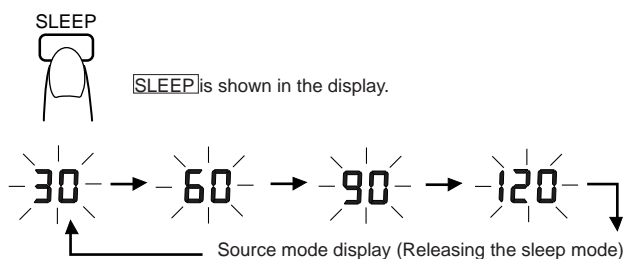 SLEEP
SLEEP is shown in the display.
30 60 90 120
Source mode display (Releasing the sleep mode)